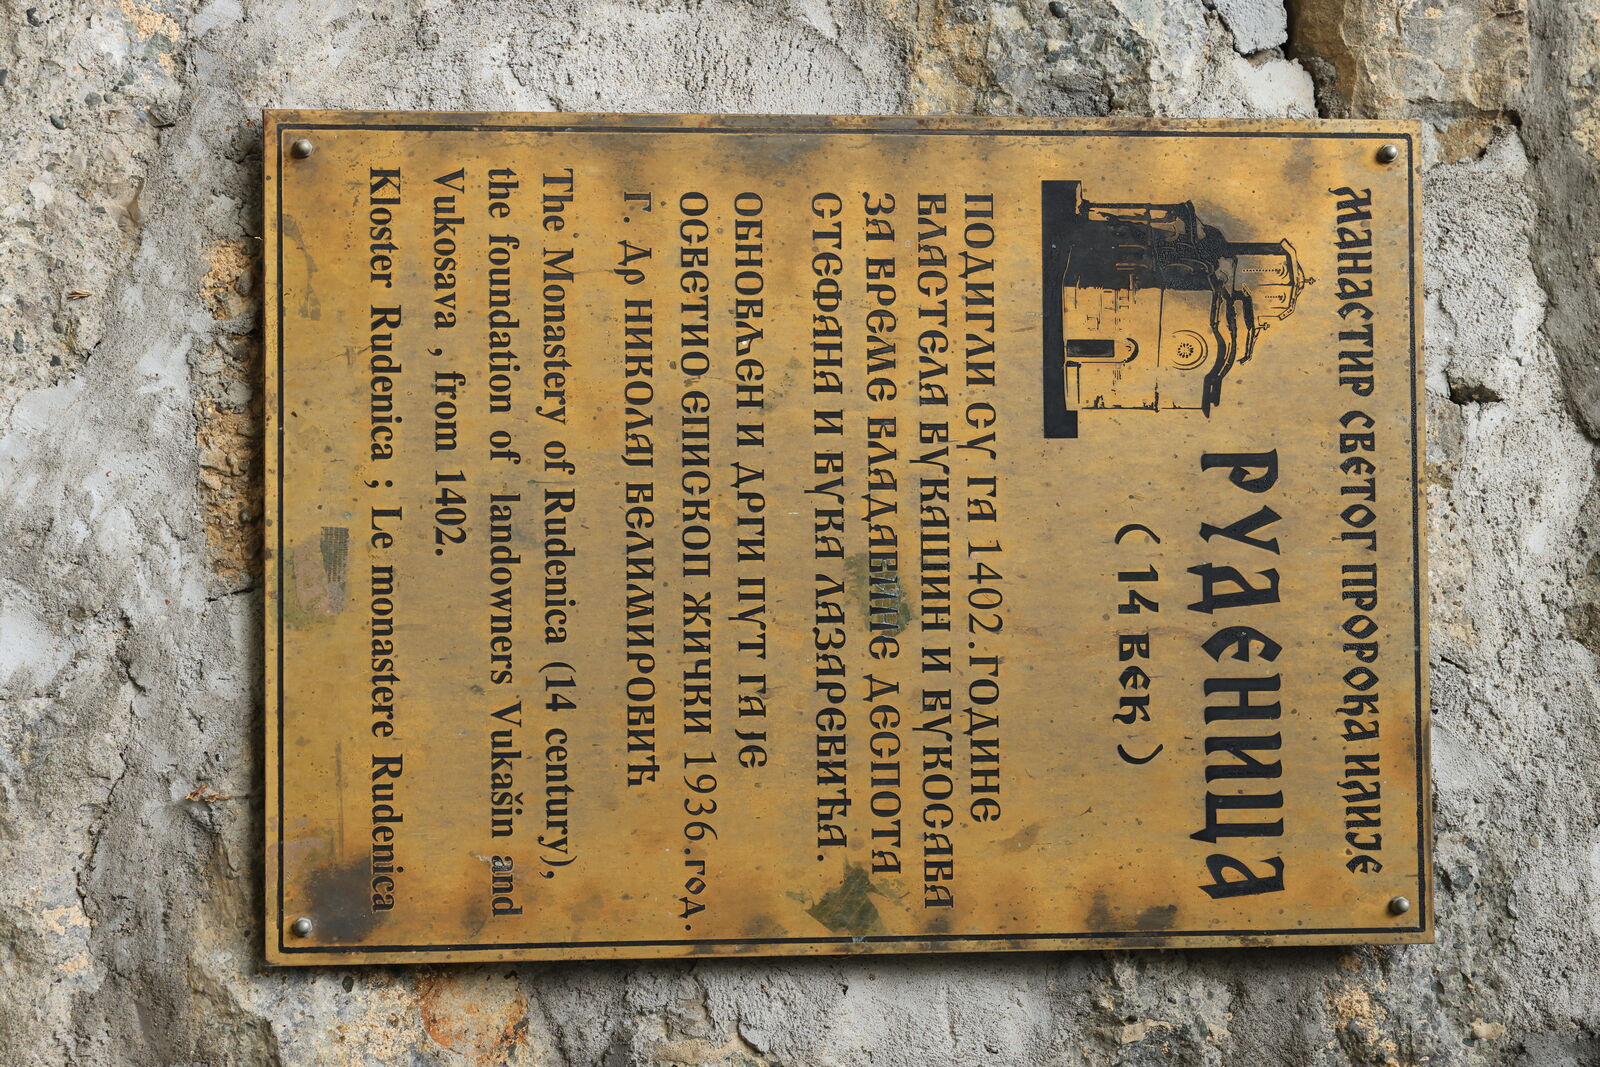 МАНАСТИР СВЕТОГ ПРОРОКА ИЛИЈЕ
РУДЕНИЦА
( 14 ВЕК )
ПОДИГЛИ СУ ГА 1402.ГОДИНЕ
ВЛАСТЕЛА ВУКАШИН И ВУКОСАВА
ЗА ВРЕМЕ ВЛАДАВИНЕ ДЕСПОТА
СТЕФАНА И ВУКА ЛАЗАРЕВИЋА.
ОБНОВЉЕН И ДРГИ ПУТ ГА ЈЕ
ОСВЕТИО ЕПИСКОП ЖИЧКИ 1936.ГОД.
Г. Др НИКОЛАЈ ВЕЛИМИРОВИЋ
The Monastery of Rudenica (14 century),
the foundation of landowners Vukašin and
Vukosava , from 1402.
Kloster Rudenica ; Le monastere Rudenica